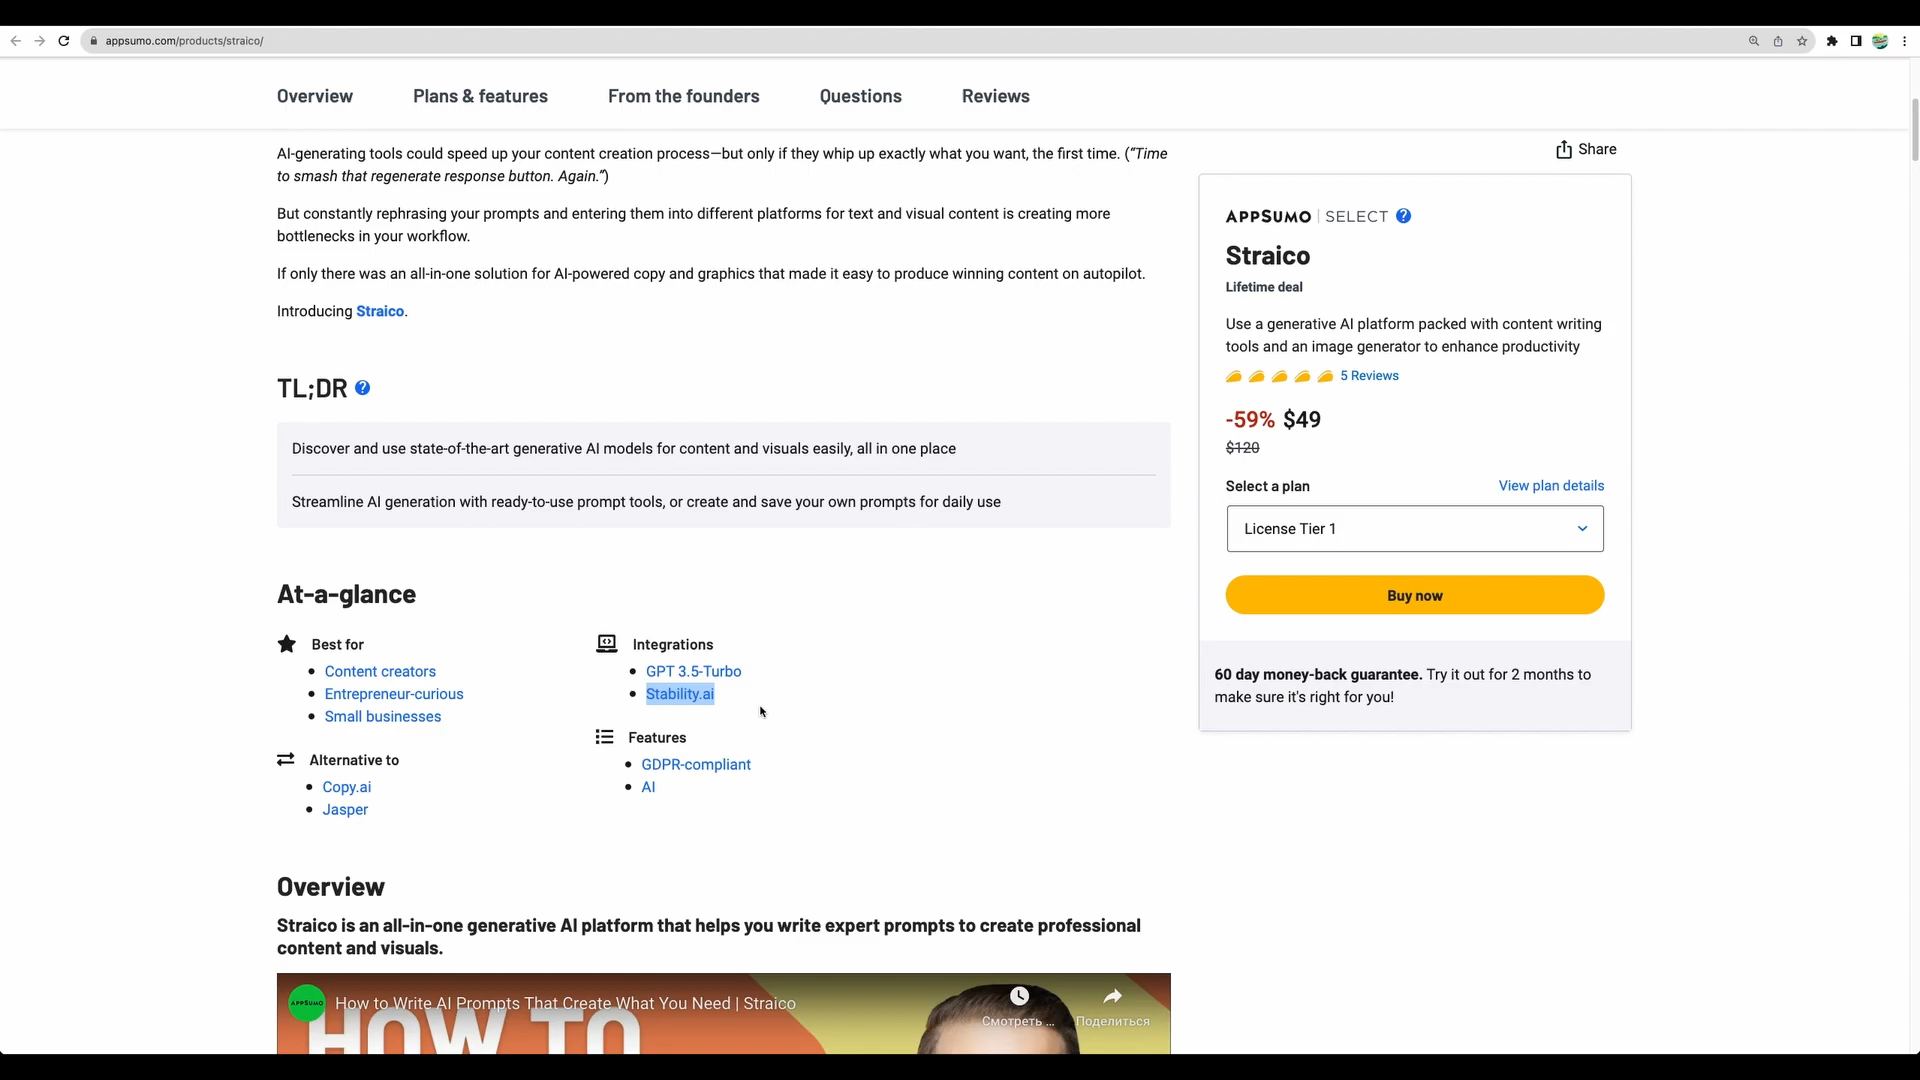 appsumo.com/products/straico/
Overview
Plans & features
From the founders
Questions
Reviews
AI-generating tools could speed up your content creation process—but only if they whip up exactly what you want, the first time. (“Time
to smash that regenerate response button. Again.”)
But constantly rephrasing your prompts and entering them into different platforms for text and visual content is creating more
bottlenecks in your workflow.
If only there was an all-in-one solution for AI-powered copy and graphics that made it easy to produce winning content on autopilot.
Introducing Straico.
TL;DR ?
Discover and use state-of-the-art generative AI models for content and visuals easily, all in one place
Streamline AI generation with ready-to-use prompt tools, or create and save your own prompts for daily use
At-a-glance
Best for
Content creators
Entrepreneur-curious
Small businesses
Alternative to
Copy.ai
Jasper
Integrations
GPT 3.5-Turbo
Stability.ai
Features
GDPR-compliant
AI
Overview
Straico is an all-in-one generative AI platform that helps you write expert prompts to create professional
content and visuals.
APPSUMO
How to Write AI Prompts That Create What You Need | Straico
Смотреть ...
Поделиться
HOW TO
Share
APPSUMO | SELECT ?
Straico
Lifetime deal
Use a generative AI platform packed with content writing
tools and an image generator to enhance productivity
5 Reviews
-59% $49
$120
Select a plan
View plan details
License Tier 1
Buy now
60 day money-back guarantee. Try it out for 2 months to
make sure it's right for you!